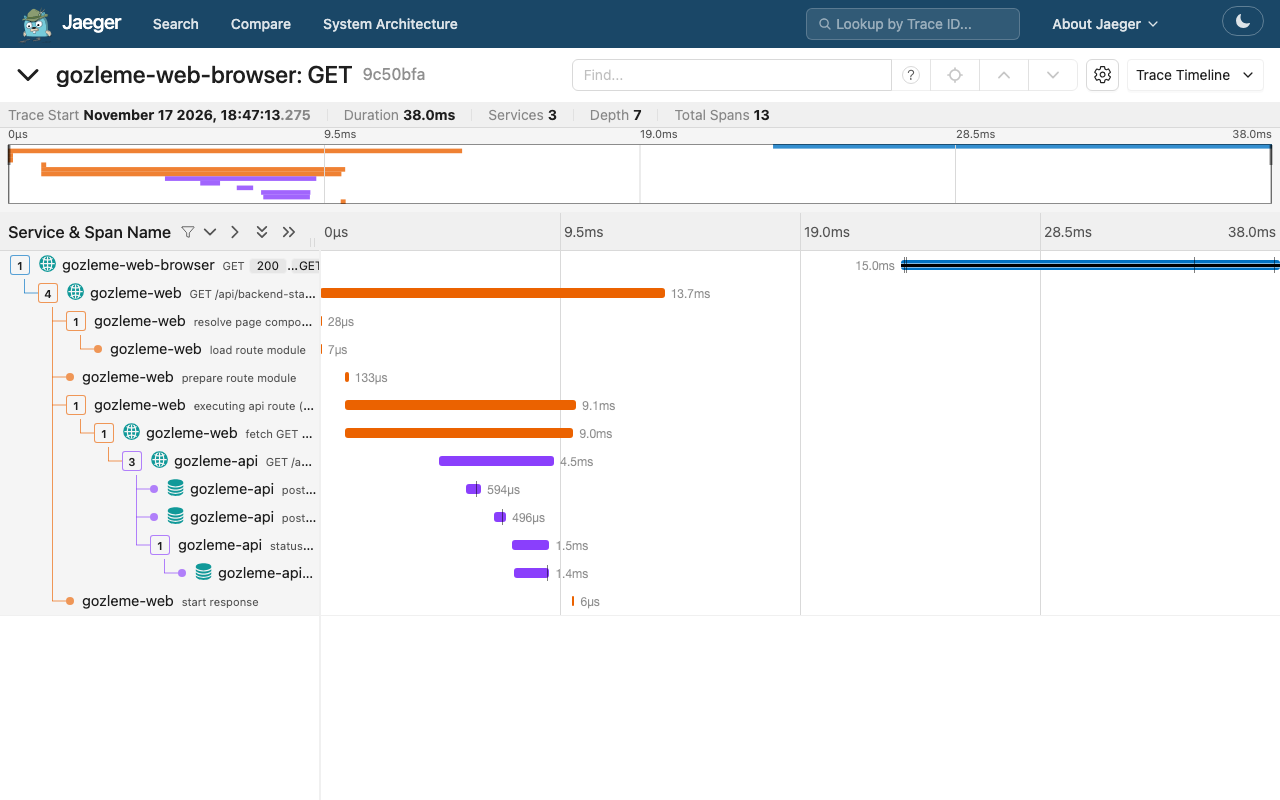 Jaeger Search Compare System Architecture Lookup by Trace ID... About Jaeger
gozleme-web-browser: GET 9c50bfa Find... ? Trace Timeline
Trace Start November 17 2026, 18:47:13.275 Duration 38.0ms Services 3 Depth 7 Total Spans 13
0μs 9.5ms 19.0ms 28.5ms 38.0ms
Service & Span Name 0μs 9.5ms 19.0ms 28.5ms 38.0ms
1 gozleme-web-browser GET 200 ...GET 15.0ms
4 gozleme-web GET /api/backend-sta... 13.7ms
1 gozleme-web resolve page compo... 28μs
gozleme-web load route module 7μs
gozleme-web prepare route module 133μs
1 gozleme-web executing api route (... 9.1ms
1 gozleme-web fetch GET ... 9.0ms
3 gozleme-api GET /a... 4.5ms
gozleme-api post... 594μs
gozleme-api post... 496μs
1 gozleme-api status... 1.5ms
gozleme-api... 1.4ms
gozleme-web start response 6μs